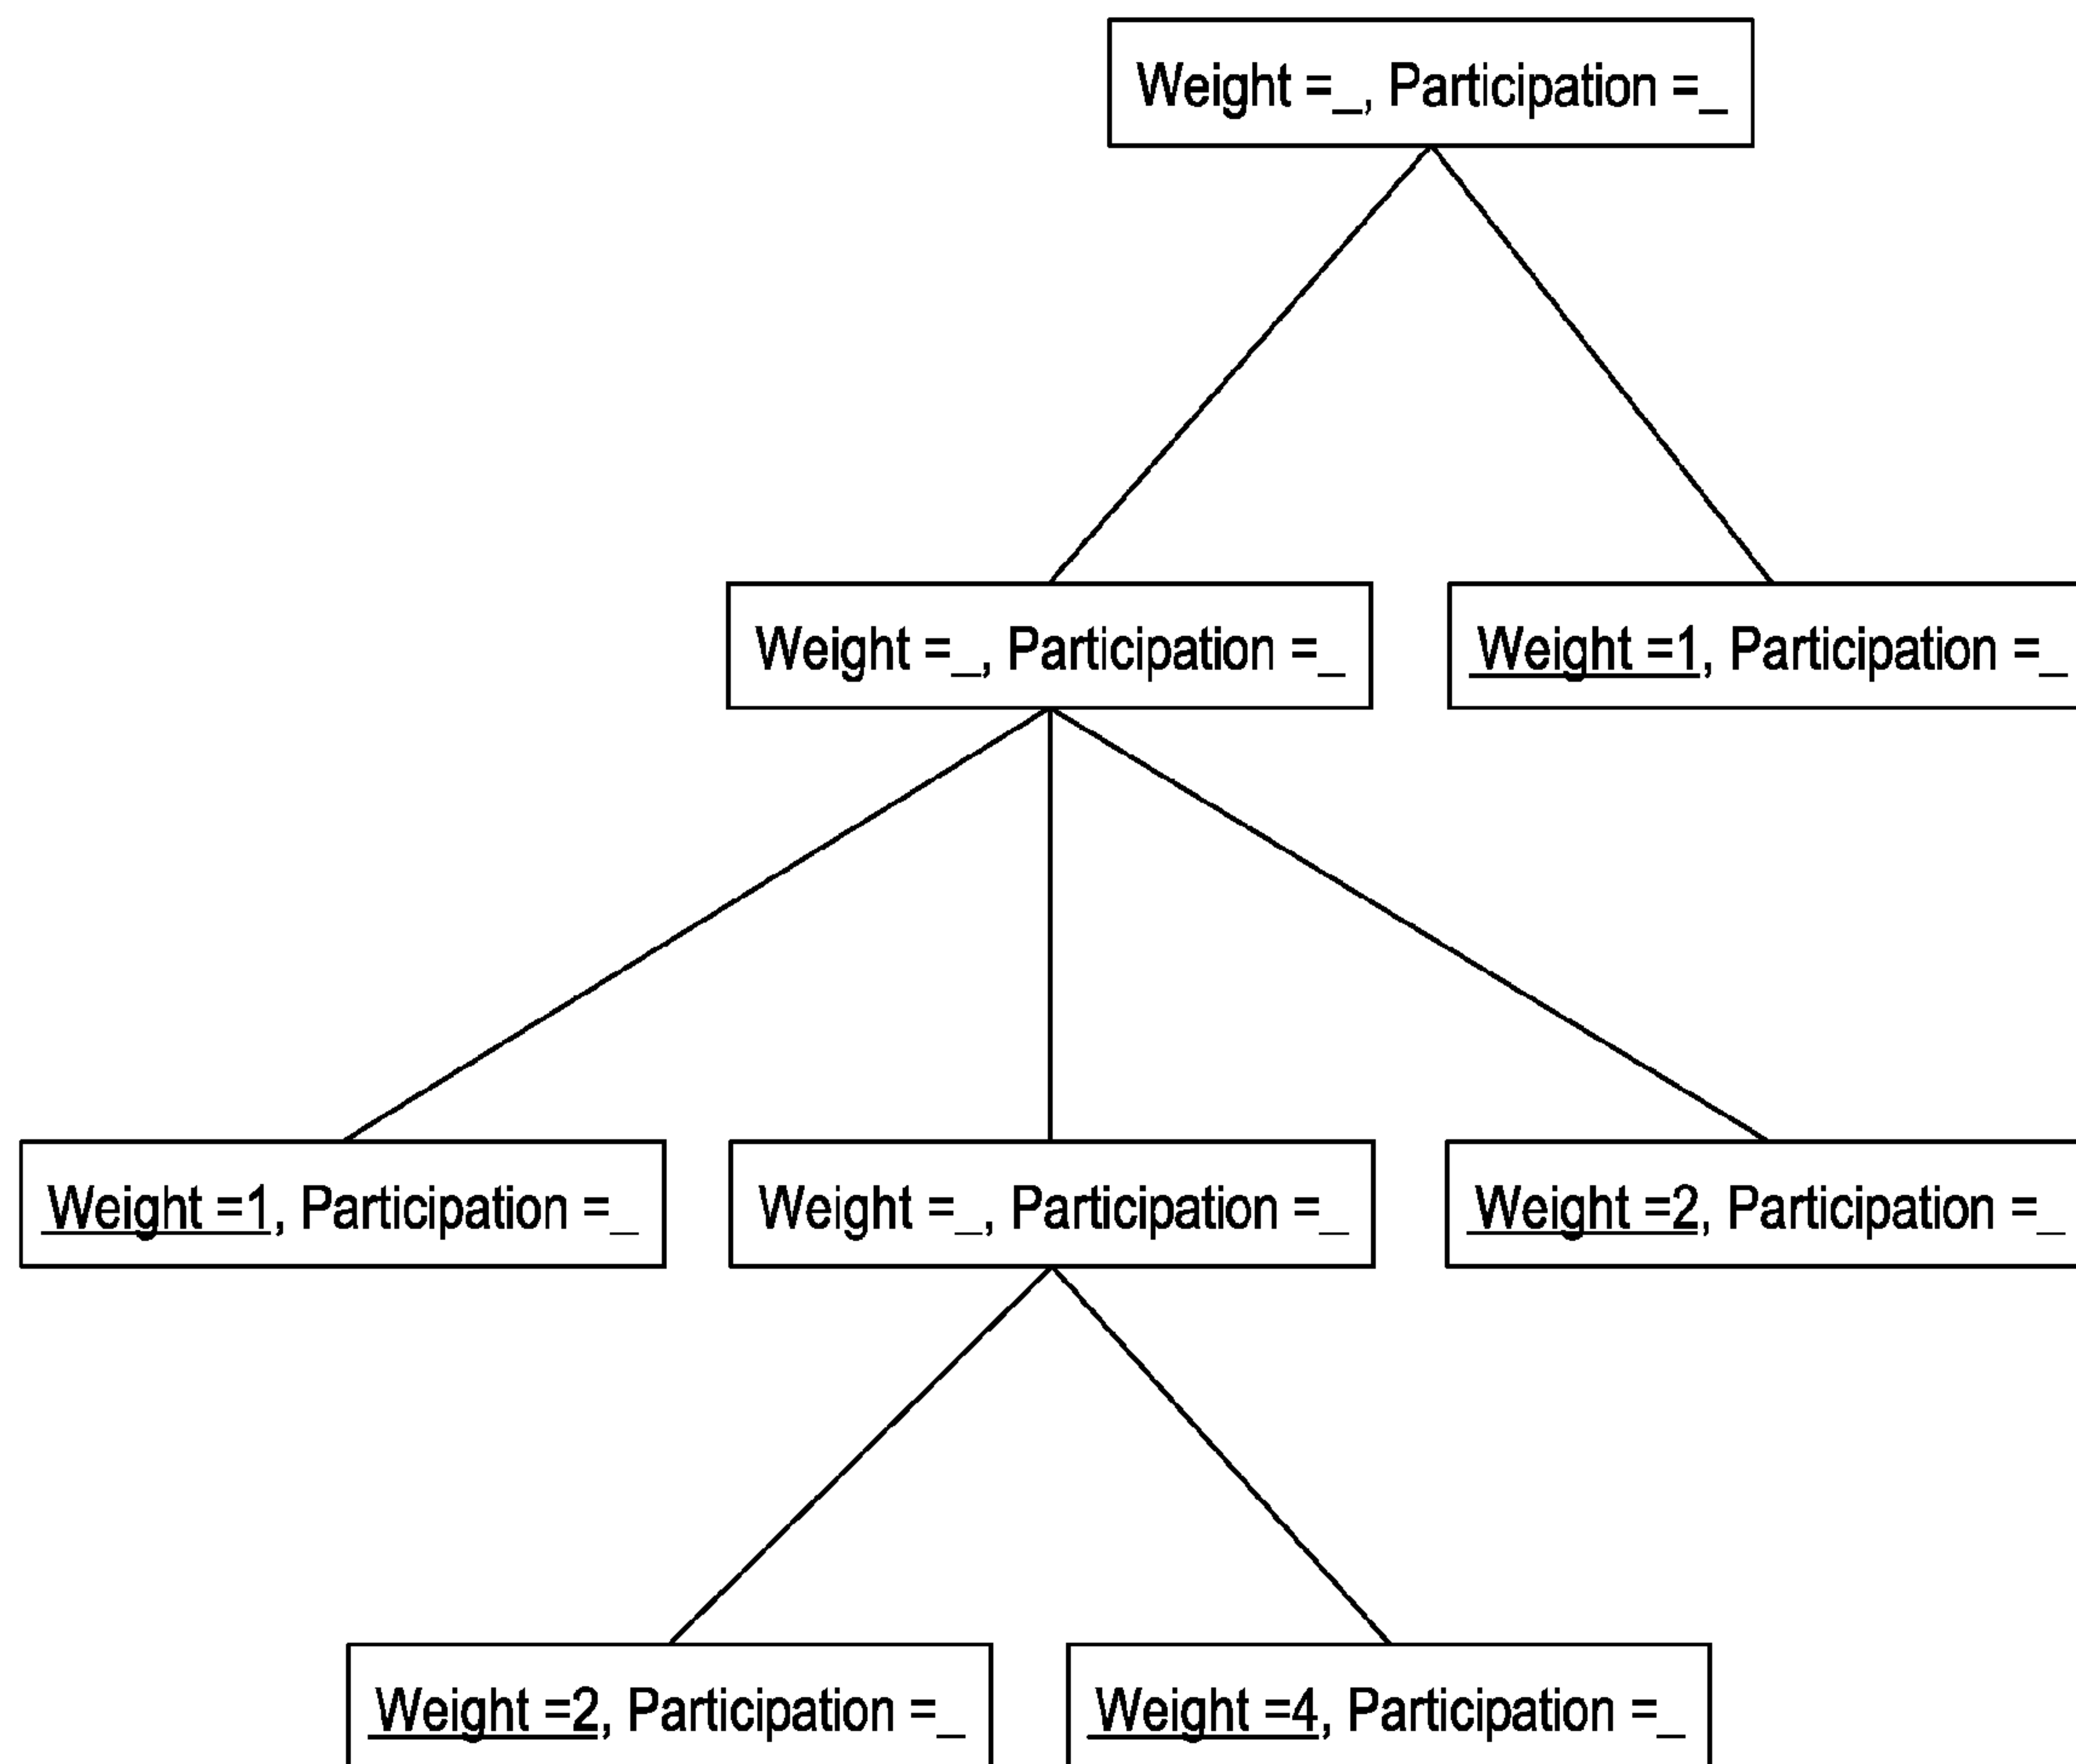 Weight =_, Participation =_
Weight =_, Participation =_
Weight =1, Participation =_
Weight =1, Participation =_
Weight =_, Participation =_
Weight =2, Participation =_
Weight =2, Participation =_
Weight =4, Participation =_